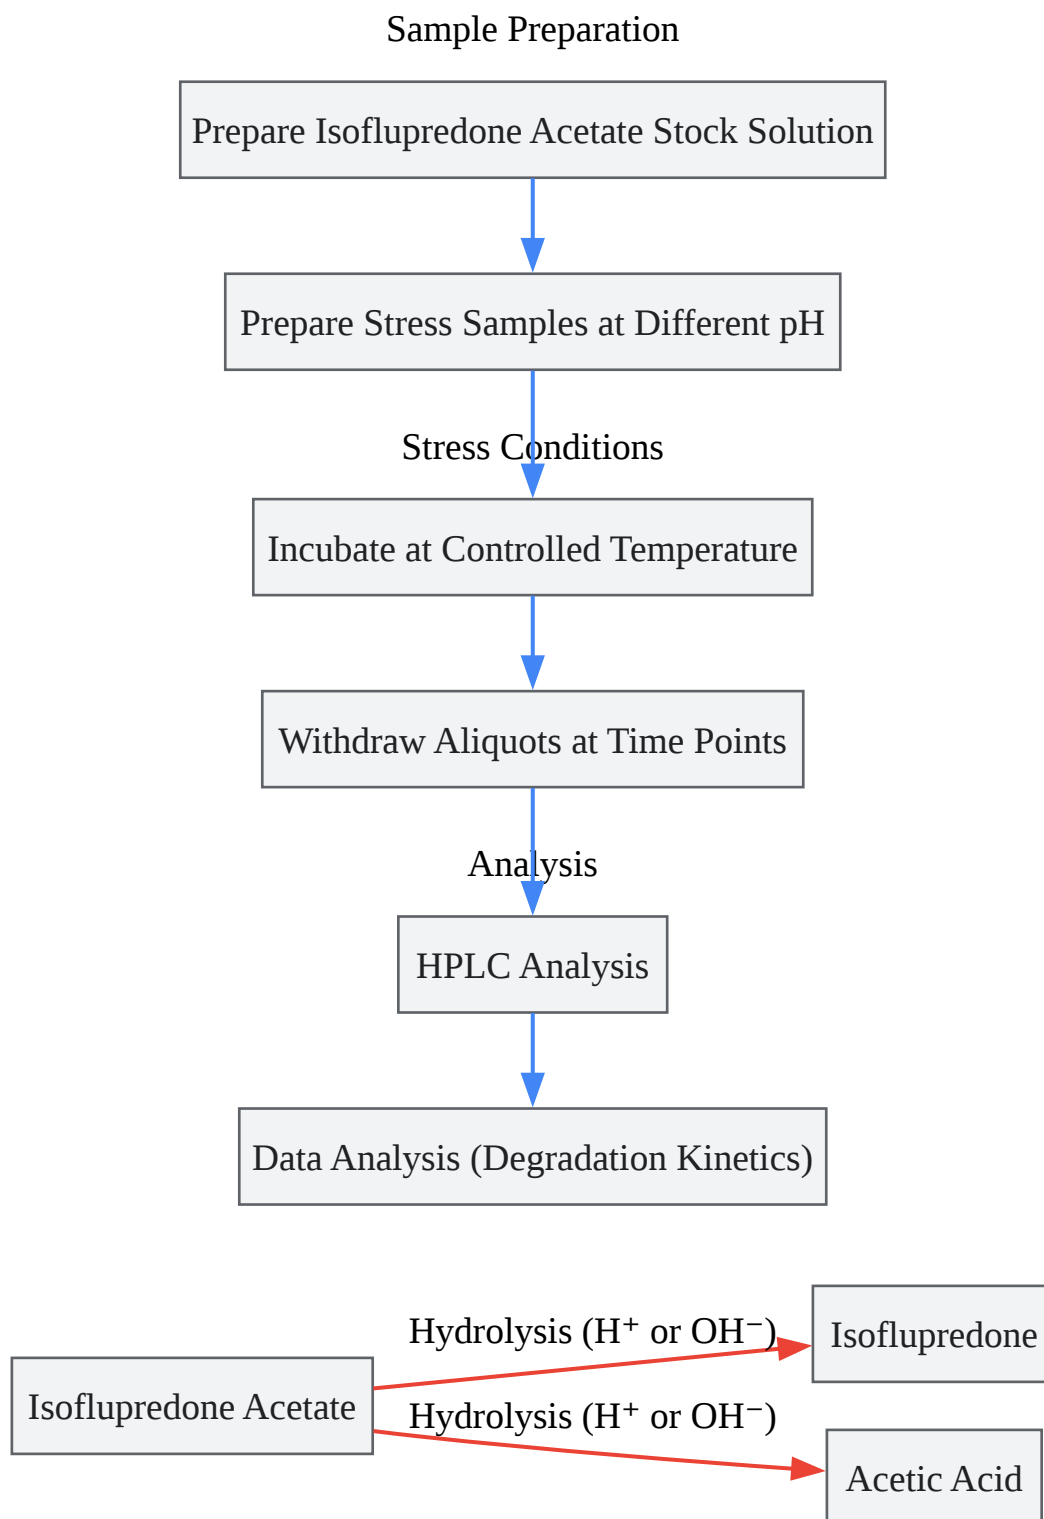 Sample Preparation
Prepare Isoflupredone Acetate Stock Solution
Prepare Stress Samples at Different pH
Stress Conditions
Incubate at Controlled Temperature
Withdraw Aliquots at Time Points
Analysis
HPLC Analysis
Data Analysis (Degradation Kinetics)
Hydrolysis (H⁺ or OH⁻)
Isoflupredone
Isoflupredone Acetate
Hydrolysis (H⁺ or OH⁻)
Acetic Acid